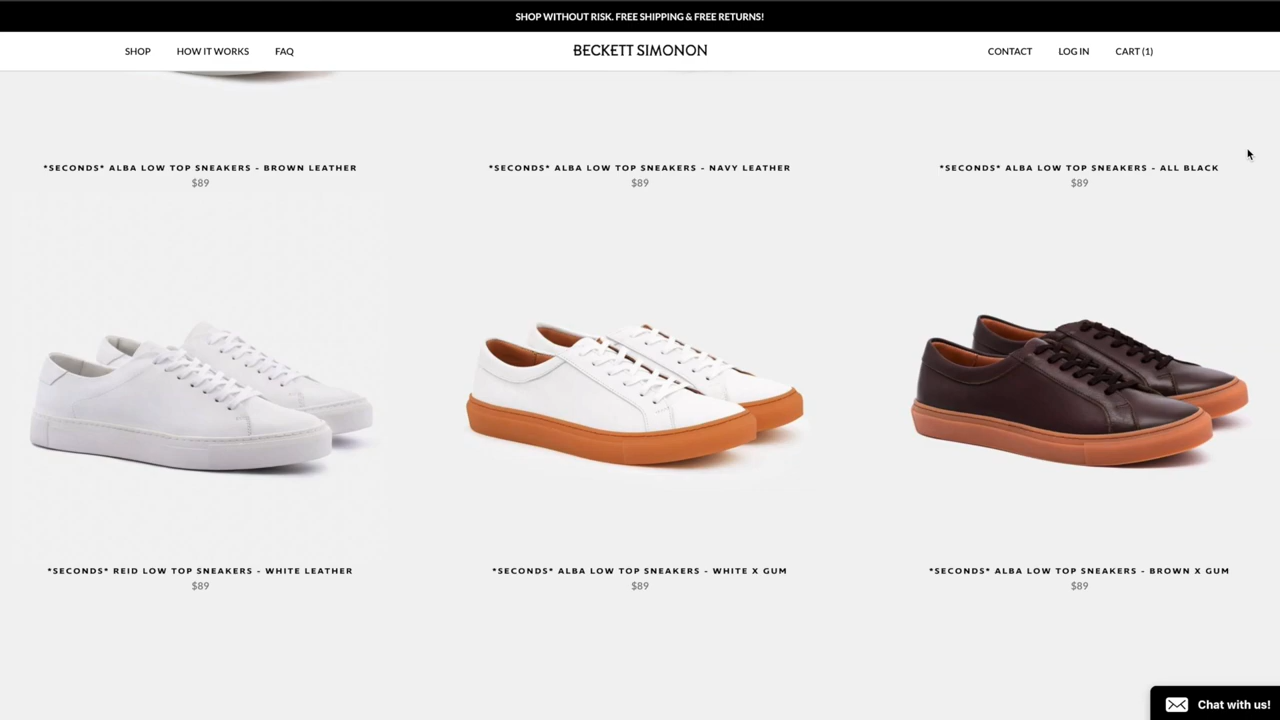 SHOP WITHOUT RISK. FREE SHIPPING & FREE RETURNS!
SHOP HOW IT WORKS FAQ BECKETT SIMONON CONTACT LOG IN CART (1)
*SECONDS* ALBA LOW TOP SNEAKERS - BROWN LEATHER
$89
*SECONDS* ALBA LOW TOP SNEAKERS - NAVY LEATHER
$89
*SECONDS* ALBA LOW TOP SNEAKERS - ALL BLACK
$89
*SECONDS* REID LOW TOP SNEAKERS - WHITE LEATHER
$89
*SECONDS* ALBA LOW TOP SNEAKERS - WHITE X GUM
$89
*SECONDS* ALBA LOW TOP SNEAKERS - BROWN X GUM
$89
Chat with us!